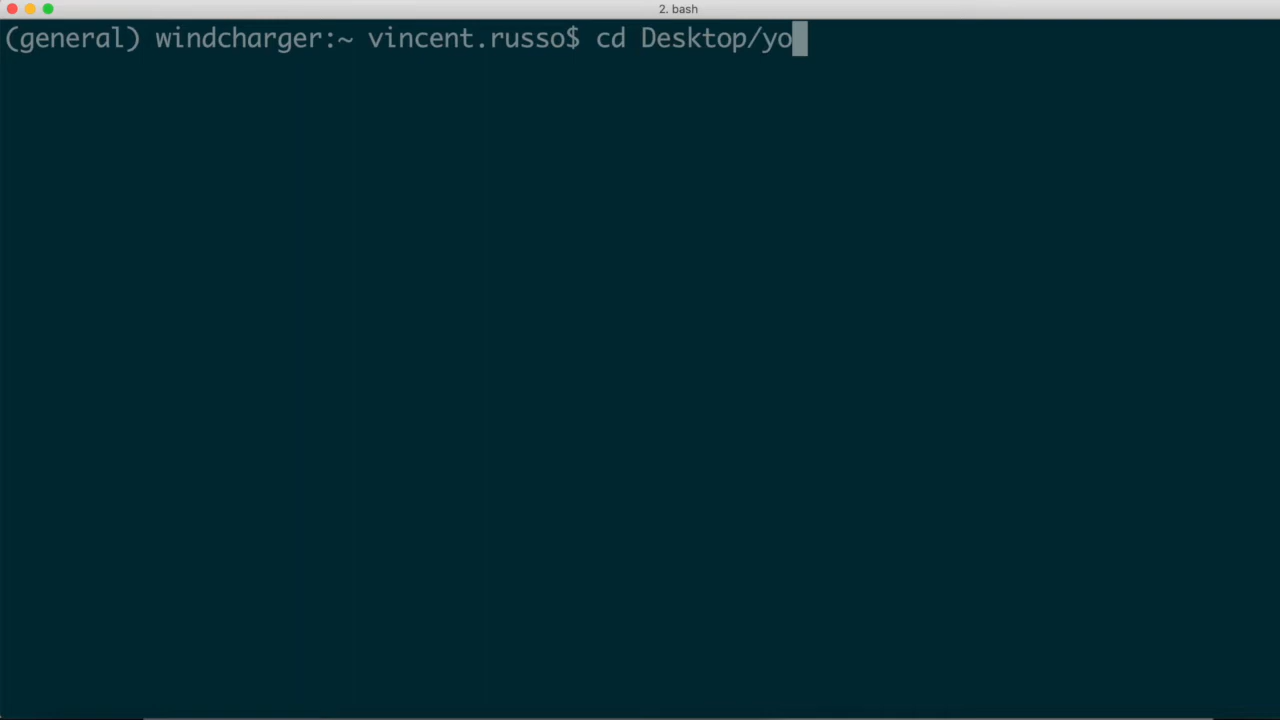 2. bash
(general) windcharger:~ vincent.russo$ cd Desktop/yo